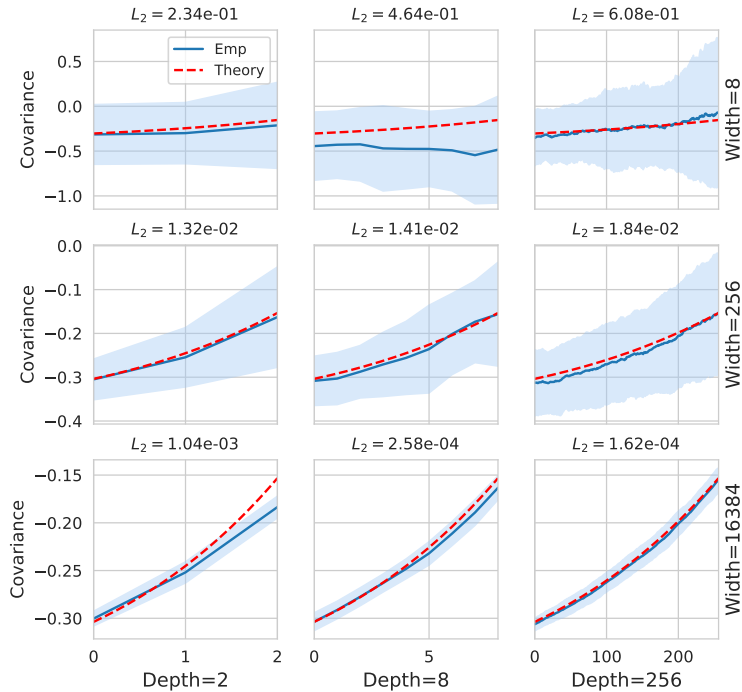 L₂ = 2.34e-01 L₂ = 4.64e-01 L₂ = 6.08e-01
Emp
Theory
0.5
0.0
−0.5
−1.0
Covariance
Width=8
L₂ = 1.32e-02 L₂ = 1.41e-02 L₂ = 1.84e-02
0.0
−0.1
−0.2
−0.3
−0.4
Covariance
Width=256
L₂ = 1.04e-03 L₂ = 2.58e-04 L₂ = 1.62e-04
−0.15
−0.20
−0.25
−0.30
Covariance
Width=16384
0 1 2 0 5 0 100 200
Depth=2 Depth=8 Depth=256